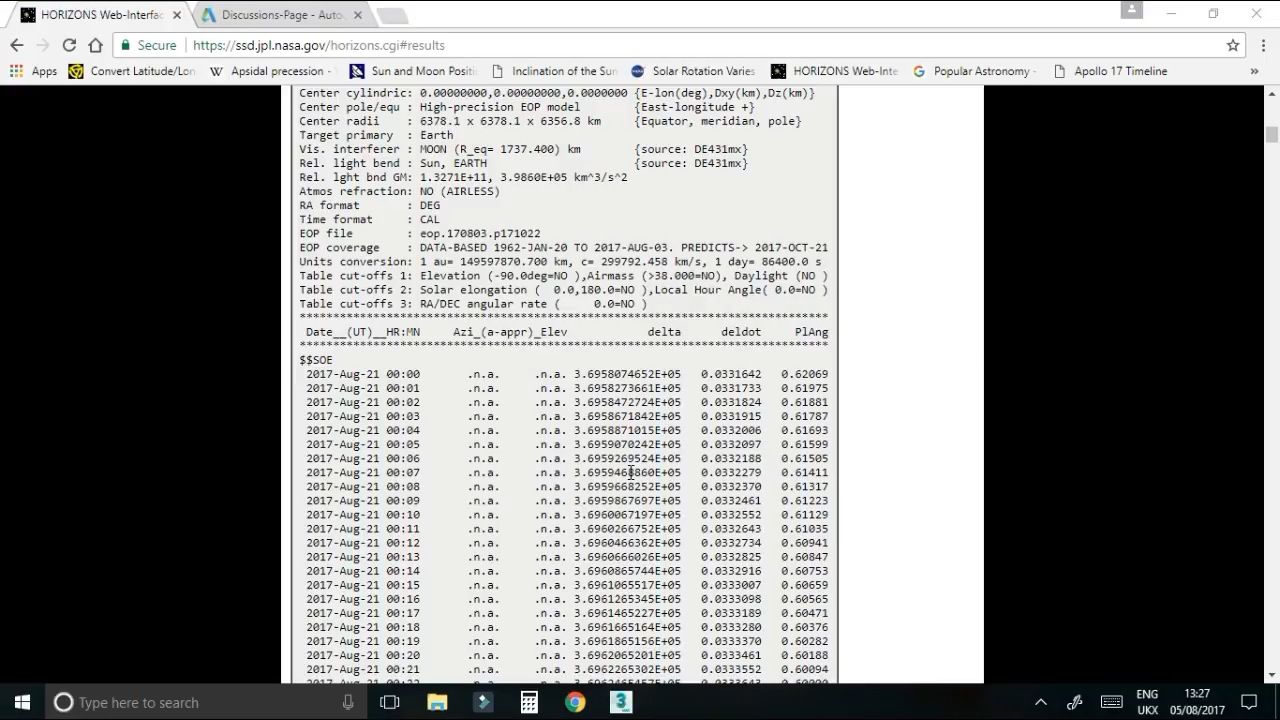 HORIZONS Web-Interfac
Discussions-Page - Auto
Secure https://ssd.jpl.nasa.gov/horizons.cgi#results
Apps Convert Latitude/Lon Apsidal precession - Sun and Moon Positi Inclination of the Sun Solar Rotation Varies HORIZONS Web-Inte Popular Astronomy - Apollo 17 Timeline »
Center cylindric: 0.00000000,0.00000000,0.0000000 {E-lon(deg),Dxy(km),Dz(km)}
Center pole/equ : High-precision EOP model {East-longitude +}
Center radii : 6378.1 x 6378.1 x 6356.8 km {Equator, meridian, pole}
Target primary : Earth
Vis. interferer : MOON (R_eq= 1737.400) km {source: DE431mx}
Rel. light bend : Sun, EARTH {source: DE431mx}
Rel. lght bnd GM: 1.3271E+11, 3.9860E+05 km^3/s^2
Atmos refraction: NO (AIRLESS)
RA format : DEG
Time format : CAL
EOP file : eop.170803.p171022
EOP coverage : DATA-BASED 1962-JAN-20 TO 2017-AUG-03. PREDICTS-> 2017-OCT-21
Units conversion: 1 au= 149597870.700 km, c= 299792.458 km/s, 1 day= 86400.0 s
Table cut-offs 1: Elevation (-90.0deg=NO ),Airmass (>38.000=NO), Daylight (NO )
Table cut-offs 2: Solar elongation ( 0.0,180.0=NO ),Local Hour Angle( 0.0=NO )
Table cut-offs 3: RA/DEC angular rate ( 0.0=NO )
*******************************************************************************
Date__(UT)__HR:MN Azi_(a-appr)_Elev delta deldot PlAng
*******************************************************************************
$$SOE
2017-Aug-21 00:00 .n.a. .n.a. 3.6958074652E+05 0.0331642 0.62069
2017-Aug-21 00:01 .n.a. .n.a. 3.6958273661E+05 0.0331733 0.61975
2017-Aug-21 00:02 .n.a. .n.a. 3.6958472724E+05 0.0331824 0.61881
2017-Aug-21 00:03 .n.a. .n.a. 3.6958671842E+05 0.0331915 0.61787
2017-Aug-21 00:04 .n.a. .n.a. 3.6958871015E+05 0.0332006 0.61693
2017-Aug-21 00:05 .n.a. .n.a. 3.6959070242E+05 0.0332097 0.61599
2017-Aug-21 00:06 .n.a. .n.a. 3.6959269524E+05 0.0332188 0.61505
2017-Aug-21 00:07 .n.a. .n.a. 3.6959468860E+05 0.0332279 0.61411
2017-Aug-21 00:08 .n.a. .n.a. 3.6959668252E+05 0.0332370 0.61317
2017-Aug-21 00:09 .n.a. .n.a. 3.6959867697E+05 0.0332461 0.61223
2017-Aug-21 00:10 .n.a. .n.a. 3.6960067197E+05 0.0332552 0.61129
2017-Aug-21 00:11 .n.a. .n.a. 3.6960266752E+05 0.0332643 0.61035
2017-Aug-21 00:12 .n.a. .n.a. 3.6960466362E+05 0.0332734 0.60941
2017-Aug-21 00:13 .n.a. .n.a. 3.6960666026E+05 0.0332825 0.60847
2017-Aug-21 00:14 .n.a. .n.a. 3.6960865744E+05 0.0332916 0.60753
2017-Aug-21 00:15 .n.a. .n.a. 3.6961065517E+05 0.0333007 0.60659
2017-Aug-21 00:16 .n.a. .n.a. 3.6961265345E+05 0.0333098 0.60565
2017-Aug-21 00:17 .n.a. .n.a. 3.6961465227E+05 0.0333189 0.60471
2017-Aug-21 00:18 .n.a. .n.a. 3.6961665164E+05 0.0333280 0.60376
2017-Aug-21 00:19 .n.a. .n.a. 3.6961865156E+05 0.0333370 0.60282
2017-Aug-21 00:20 .n.a. .n.a. 3.6962065201E+05 0.0333461 0.60188
2017-Aug-21 00:21 .n.a. .n.a. 3.6962265302E+05 0.0333552 0.60094
Type here to search
ENG 13:27
UKX 05/08/2017